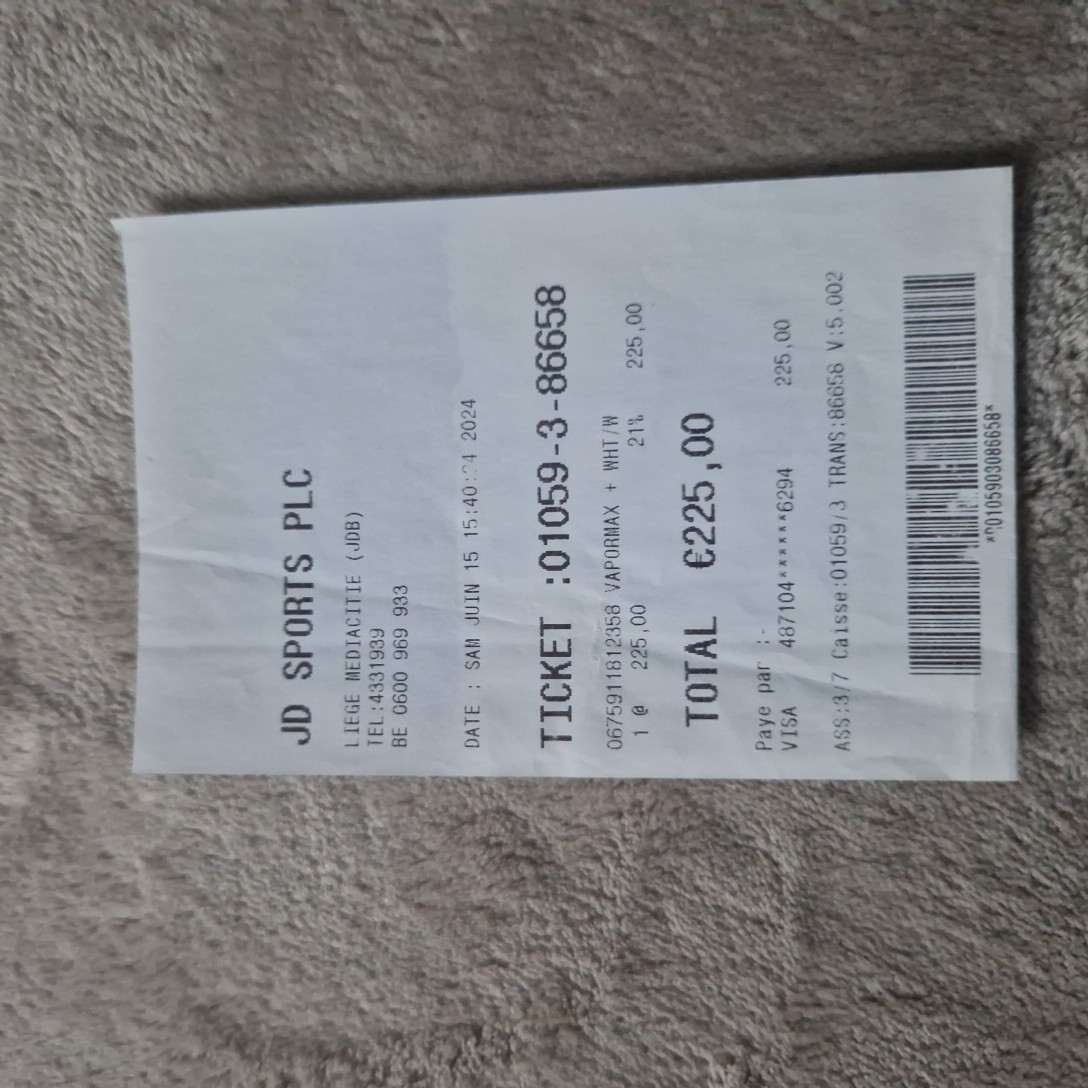 JD SPORTS PLC
LIEGE MEDIACITIE (JDB)
TEL:4331939
BE 0600 969 933
DATE : SAM JUIN 15 15:40:24 2024
TICKET :01059-3-86658
0675911812358 VAPORMAX + WHT/W
1 @ 225,00 21% 225,00
TOTAL €225,00
Paye par :-
VISA 487104******6294 225,00
ASS:3/7 Caisse:01059/3 TRANS:86658 V:5.002
*0105903086658*